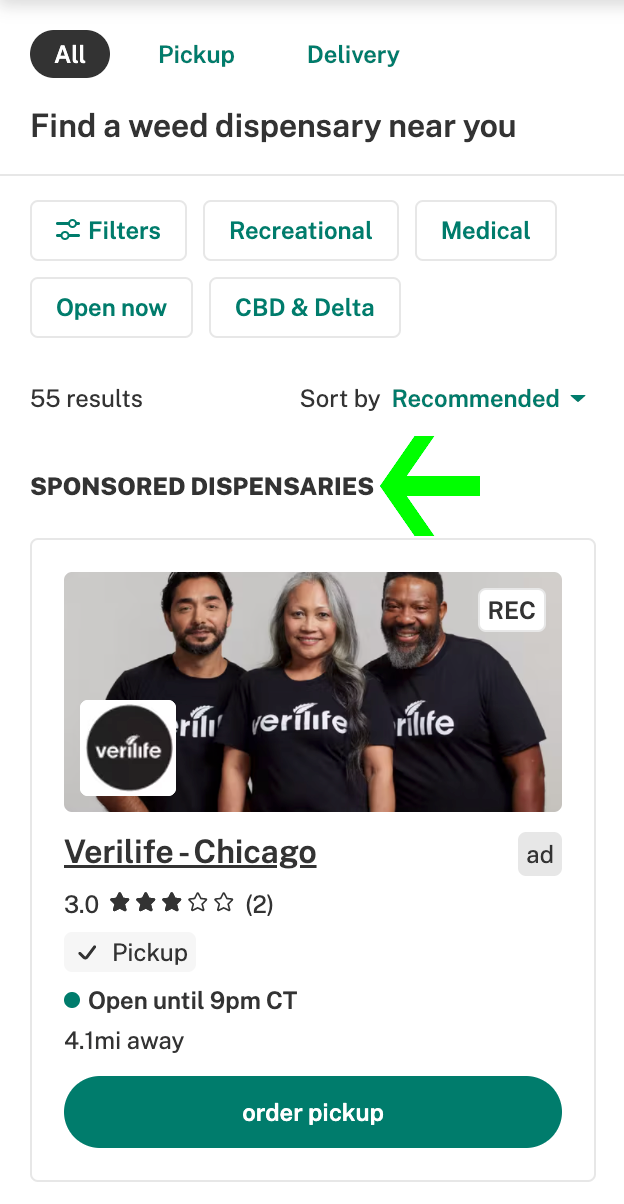 All Pickup Delivery
Find a weed dispensary near you
Filters Recreational Medical
Open now CBD & Delta
55 results Sort by Recommended
SPONSORED DISPENSARIES
REC
verilife
verilife
Verilife - Chicago ad
3.0 (2)
Pickup
Open until 9pm CT
4.1mi away
order pickup